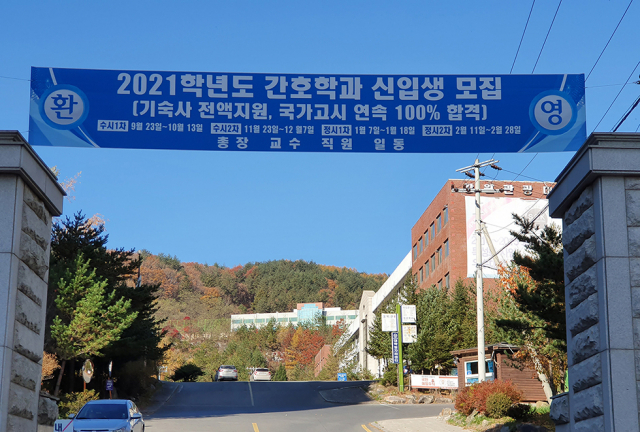 환
영
2021학년도 간호학과 신입생 모집
(기숙사 전액지원, 국가고시 연속 100% 합격)
수시1차 9월 23일~10월 13일 수시2차 11월 23일~12월 7일 정시1차 1월 7일~1월 18일 정시2차 2월 11일~2월 28일
총장 교수 직원 일동